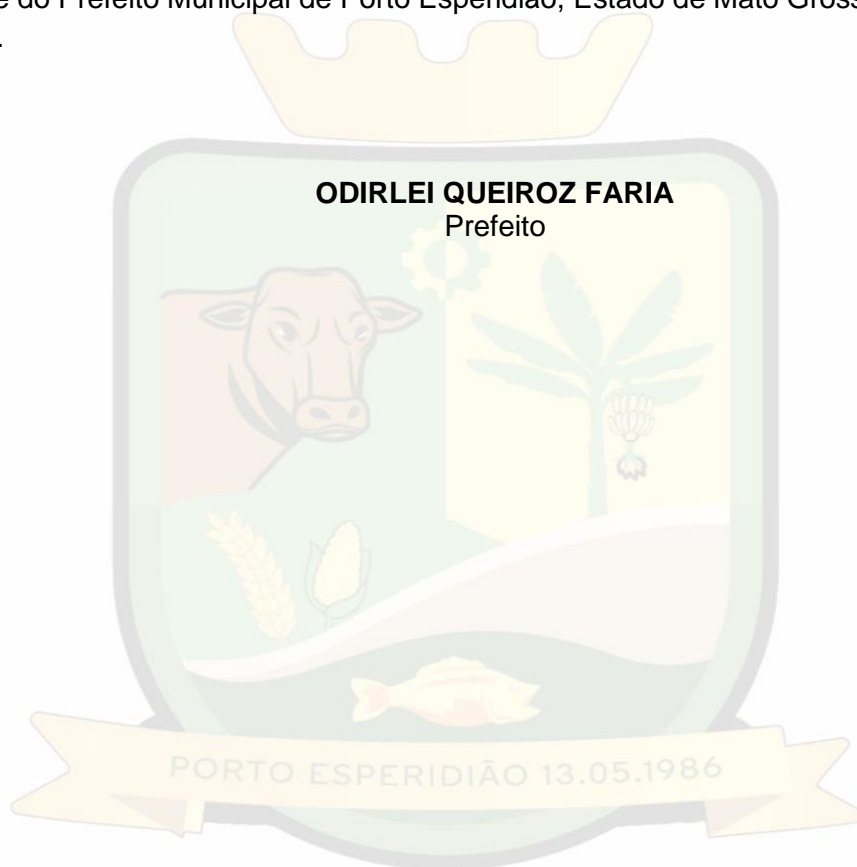 do Prefeito Municipal de Porto Esperidião, Estado de Mato
.
ODIRLEI QUEIROZ FARIA
Prefeito
PORTO ESPERIDIÃO 13.05.1986